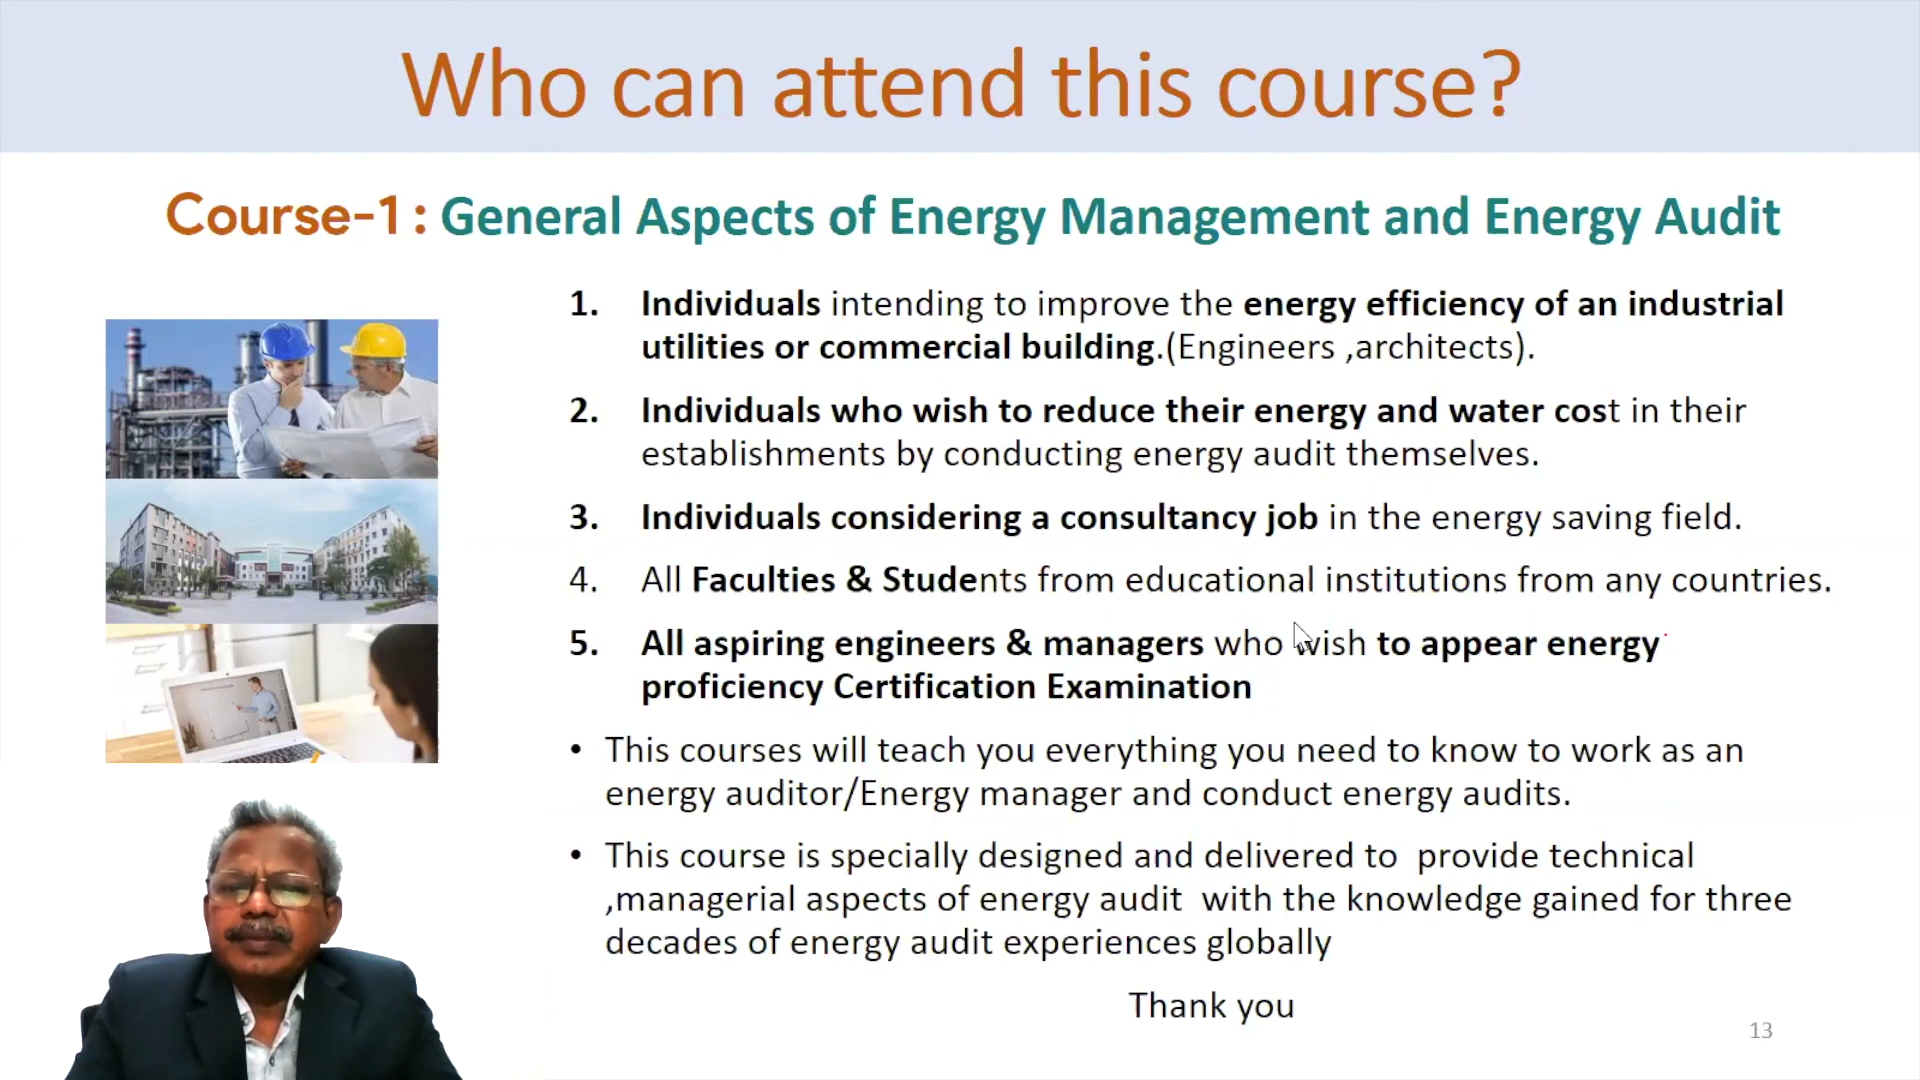 Who can attend this course?
Course-1: General Aspects of Energy Management and Energy Audit
1. Individuals intending to improve the energy efficiency of an industrial
utilities or commercial building.(Engineers ,architects).
2. Individuals who wish to reduce their energy and water cost in their
establishments by conducting energy audit themselves.
3. Individuals considering a consultancy job in the energy saving field.
4. All Faculties & Students from educational institutions from any countries.
5. All aspiring engineers & managers who wish to appear energy
proficiency Certification Examination
• This courses will teach you everything you need to know to work as an
energy auditor/Energy manager and conduct energy audits.
• This course is specially designed and delivered to  provide technical
,managerial aspects of energy audit  with the knowledge gained for three
decades of energy audit experiences globally
Thank you
13